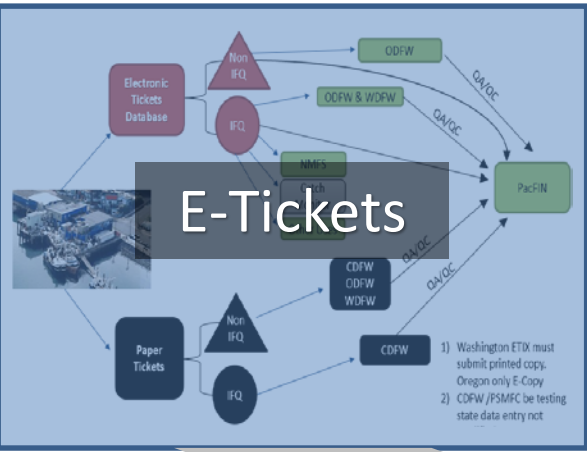 ODFW
Non
IFQ
Electronic
Tickets
Database
QA/QC
ODFW & WDFW
IFQ
QA/QC
NMFS
PacFIN
E-Tickets
QA/QC
CDFW
ODFW
WDFW
QA/QC
Non
IFQ
Paper
Tickets
CDFW
IFQ
1) Washington ETIX must
submit printed copy.
Oregon only E-Copy
2) CDFW /PSMFC be testing
state data entry not